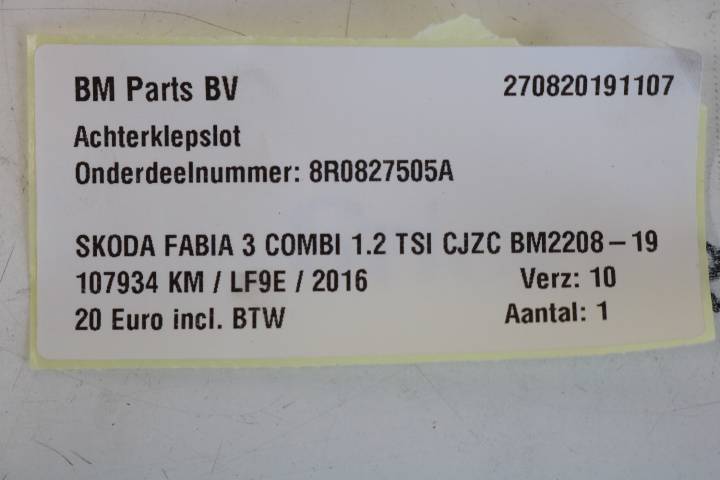 BM Parts BV 270820191107
Achterklepslot
Onderdeelnummer: 8R0827505A
SKODA FABIA 3 COMBI 1.2 TSI CJZC BM2208-19
107934 KM / LF9E / 2016 Verz: 10
20 Euro incl. BTW Aantal: 1